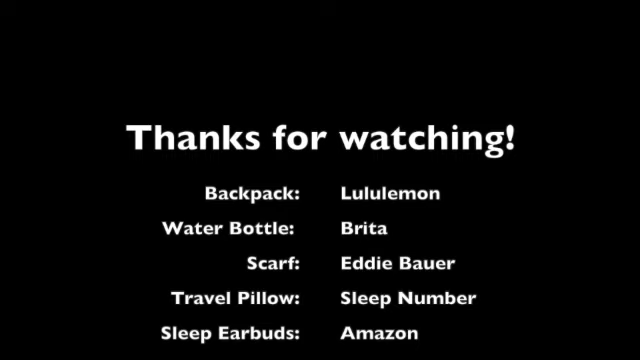 Thanks for watching!
Backpack: Lululemon
Water Bottle: Brita
Scarf: Eddie Bauer
Travel Pillow: Sleep Number
Sleep Earbuds: Amazon